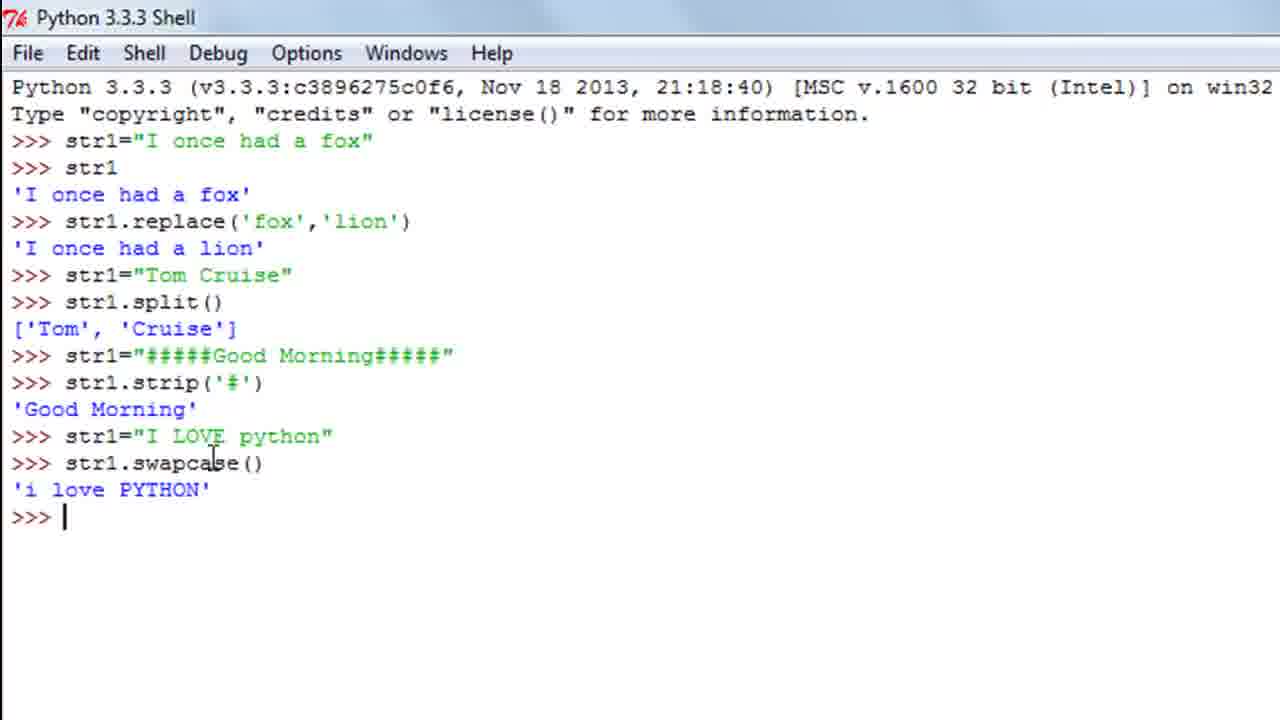 Python 3.3.3 Shell
File Edit Shell Debug Options Windows Help
Python 3.3.3 (v3.3.3:c3896275c0f6, Nov 18 2013, 21:18:40) [MSC v.1600 32 bit (Intel)] on win32
Type "copyright", "credits" or "license()" for more information.
>>> str1="I once had a fox"
>>> str1
'I once had a fox'
>>> str1.replace('fox','lion')
'I once had a lion'
>>> str1="Tom Cruise"
>>> str1.split()
['Tom', 'Cruise']
>>> str1="#####Good Morning#####"
>>> str1.strip('#')
'Good Morning'
>>> str1="I LOVE python"
>>> str1.swapcase()
'i love PYTHON'
>>>